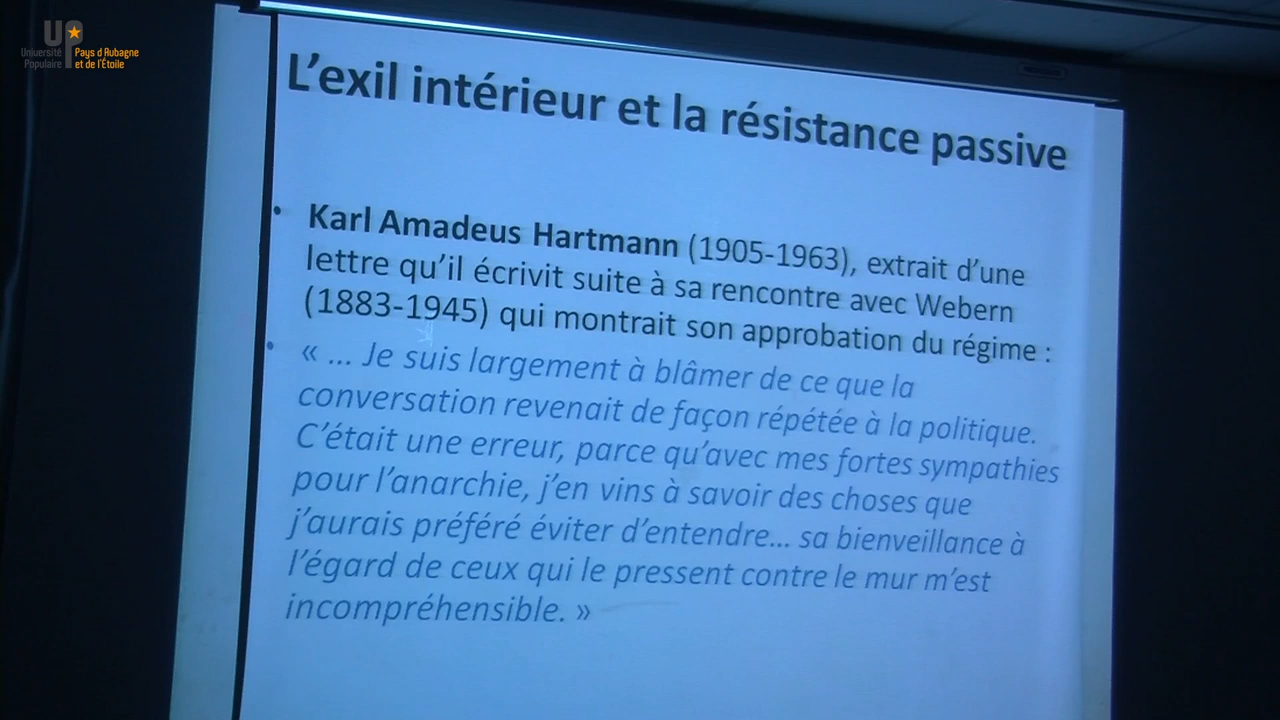 UP
Université Populaire
Pays d'Aubagne et de l'Étoile
L'exil intérieur et la résistance passive
• Karl Amadeus Hartmann (1905-1963), extrait d'une
lettre qu'il écrivit suite à sa rencontre avec Webern
(1883-1945) qui montrait son approbation du régime :
• « ... Je suis largement à blâmer de ce que la
conversation revenait de façon répétée à la politique.
C'était une erreur, parce qu'avec mes fortes sympathies
pour l'anarchie, j'en vins à savoir des choses que
j'aurais préféré éviter d'entendre... sa bienveillance à
l'égard de ceux qui le pressent contre le mur m'est
incompréhensible. »